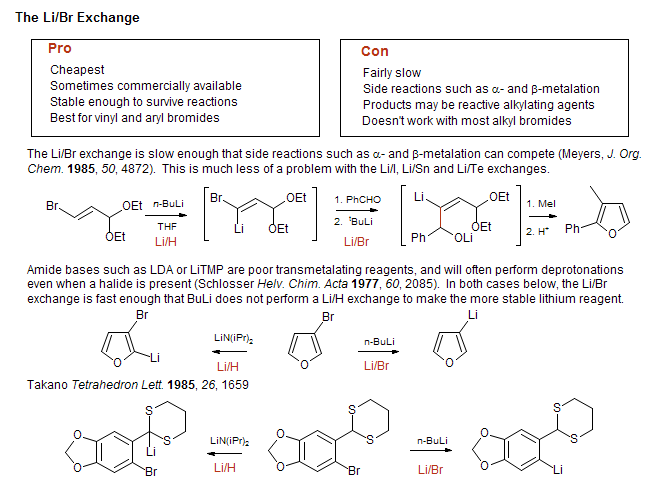 The Li/Br Exchange
Pro
Cheapest
Sometimes commercially available
Stable enough to survive reactions
Best for vinyl and aryl bromides
Con
Fairly slow
Side reactions such as α- and β-metalation
Products may be reactive alkylating agents
Doesn't work with most alkyl bromides
The Li/Br exchange is slow enough that side reactions such as α- and β-metalation can compete (Meyers, J. Org.
Chem. 1985, 50, 4872). This is much less of a problem with the Li/I, Li/Sn and Li/Te exchanges.
Br
OEt
OEt
n-BuLi
THF
Li/H
Br
OEt
Li
OEt
1. PhCHO
2. ᵗBuLi
Li/Br
Li
OEt
OEt
Ph
OLi
1. MeI
2. H⁺
Ph
O
Amide bases such as LDA or LiTMP are poor transmetalating reagents, and will often perform deprotonations
even when a halide is present (Schlosser Helv. Chim. Acta 1977, 60, 2085). In both cases below, the Li/Br
exchange is fast enough that BuLi does not perform a Li/H exchange to make the more stable lithium reagent.
Br
O
Li
LiN(iPr)₂
Li/H
Br
O
n-BuLi
Li/Br
Li
O
Takano Tetrahedron Lett. 1985, 26, 1659
S
S
O
O
Li
Br
LiN(iPr)₂
Li/H
S
S
O
O
Br
n-BuLi
Li/Br
S
S
O
O
Li